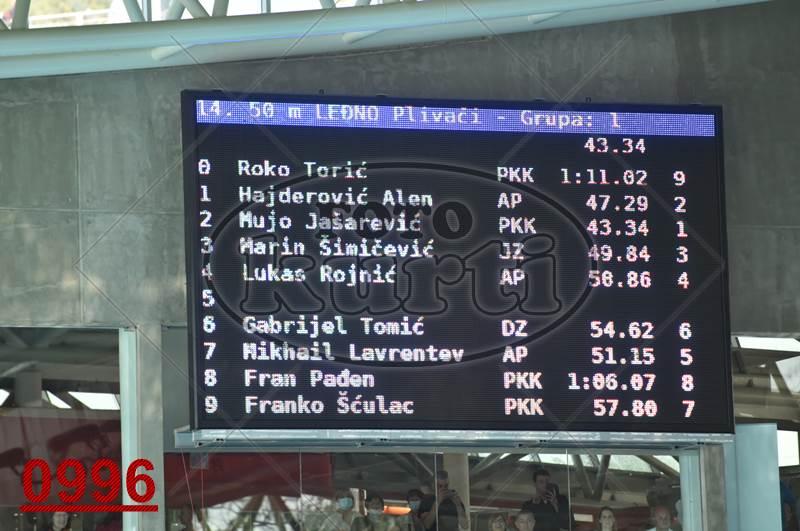 14. 50 m LEĐNO Plivači - Grupa: 1
43.34
0 Roko Torić PKK 1:11.02 9
1 Hajderović Alen AP 47.29 2
2 Mujo Jašarević PKK 43.34 1
3 Marin Šimičević JZ 49.84 3
4 Lukas Rojnić AP 50.86 4
5
6 Gabrijel Tomić DZ 54.62 6
7 Mikhail Lavrentev AP 51.15 5
8 Fran Pađen PKK 1:06.07 8
9 Franko Šćulac PKK 57.80 7
foto
kurti
0996